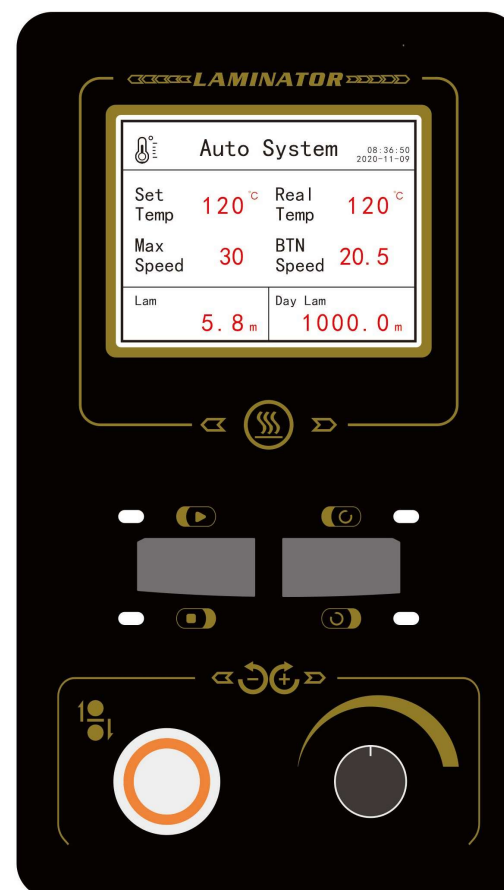 LAMINATOR
Auto System
08:36:50
2020-11-09
Set Temp 120 ℃ Real Temp 120 ℃
Max Speed 30 BTN Speed 20.5
Lam 5.8 m Day Lam 1000.0 m